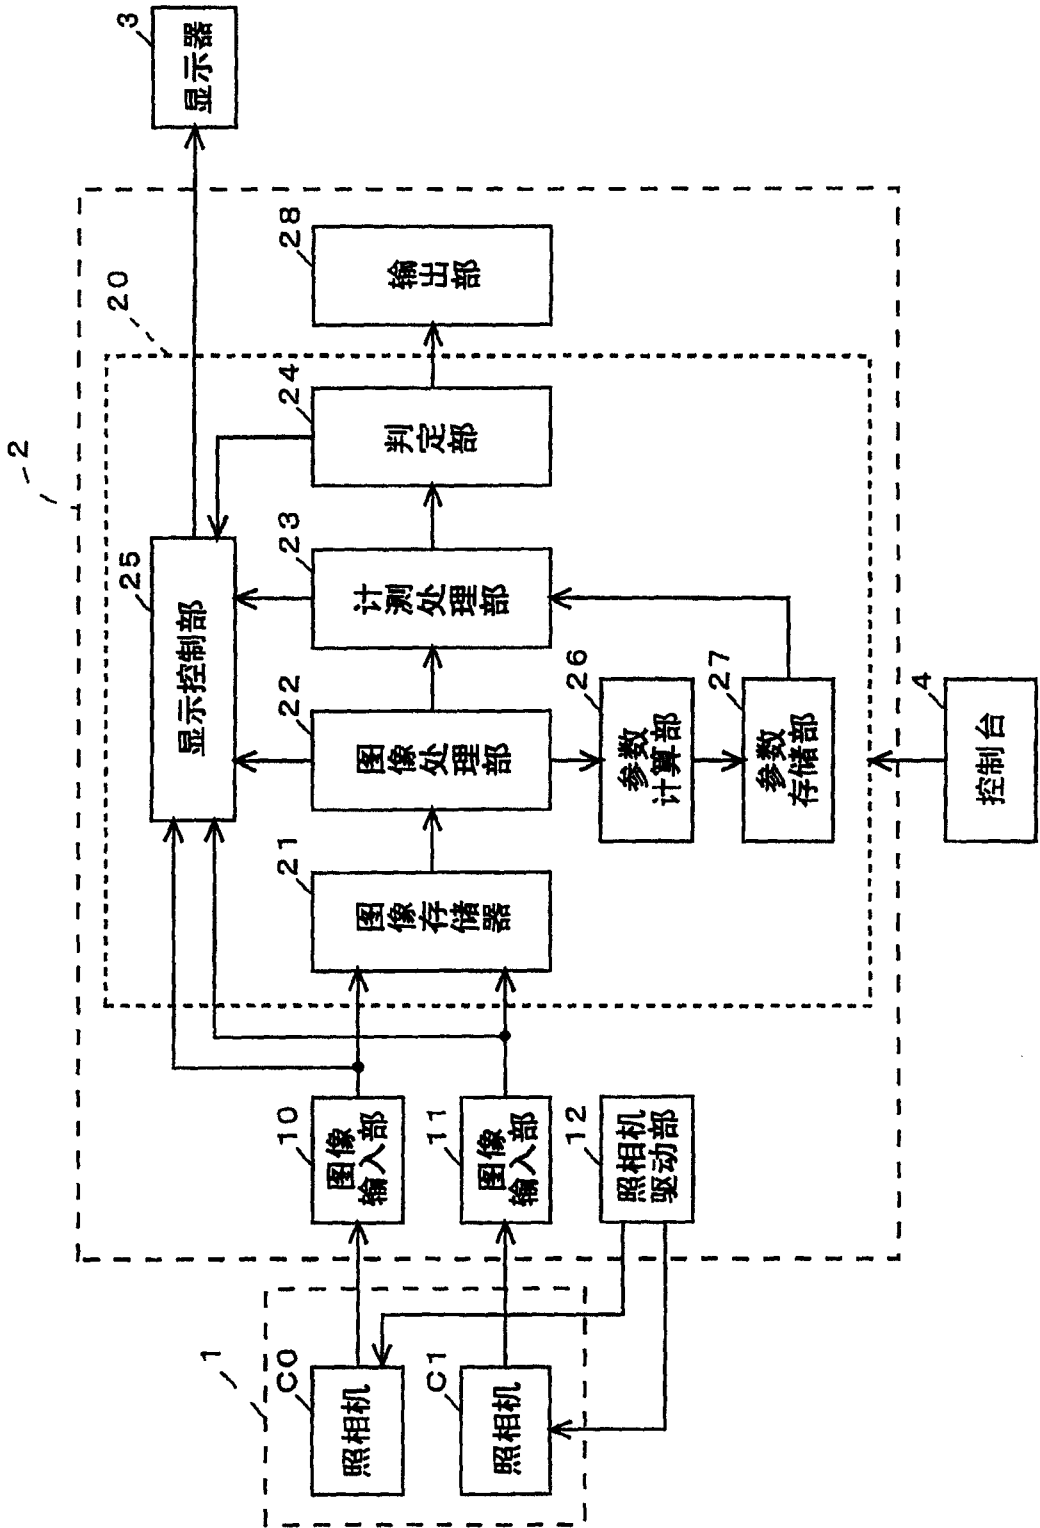 1
C0
照相机
C1
照相机
2
10
图像
输入部
11
图像
输入部
12
照相机
驱动部
20
25
显示控制部
21
图像存储器
22
图像处理部
23
计测处理部
24
判定部
28
输出部
26
参数
计算部
27
参数
存储部
3
显示器
4
控制台